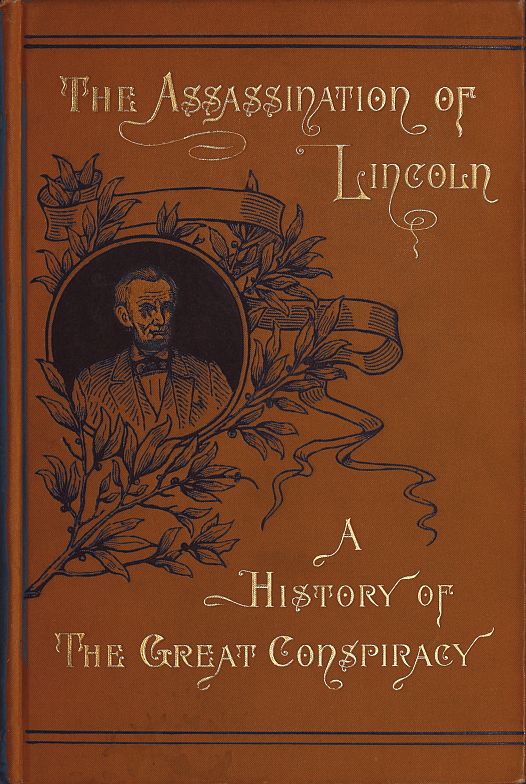 The Assassination of
Lincoln
A
History of
The Great Conspiracy